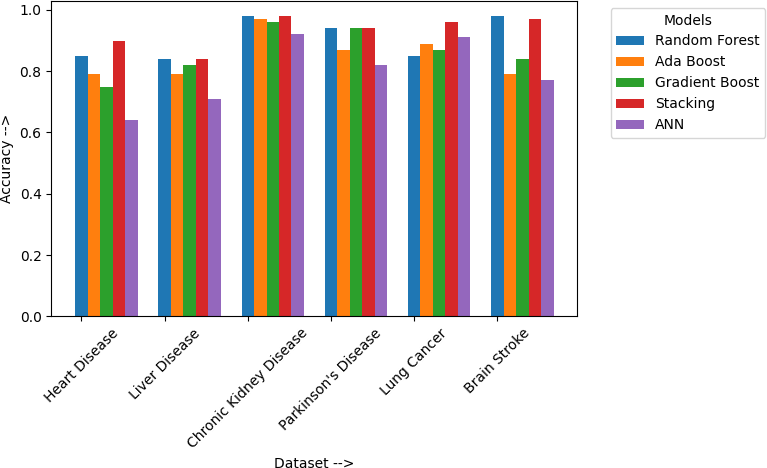 1.0
0.8
0.6
0.4
0.2
0.0
Accuracy -->
Heart Disease
Liver Disease
Chronic Kidney Disease
Parkinson's Disease
Lung Cancer
Brain Stroke
Dataset -->
Models
Random Forest
Ada Boost
Gradient Boost
Stacking
ANN